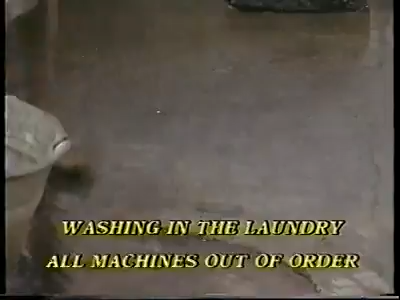 WASHING IN THE LAUNDRY
ALL MACHINES OUT OF ORDER